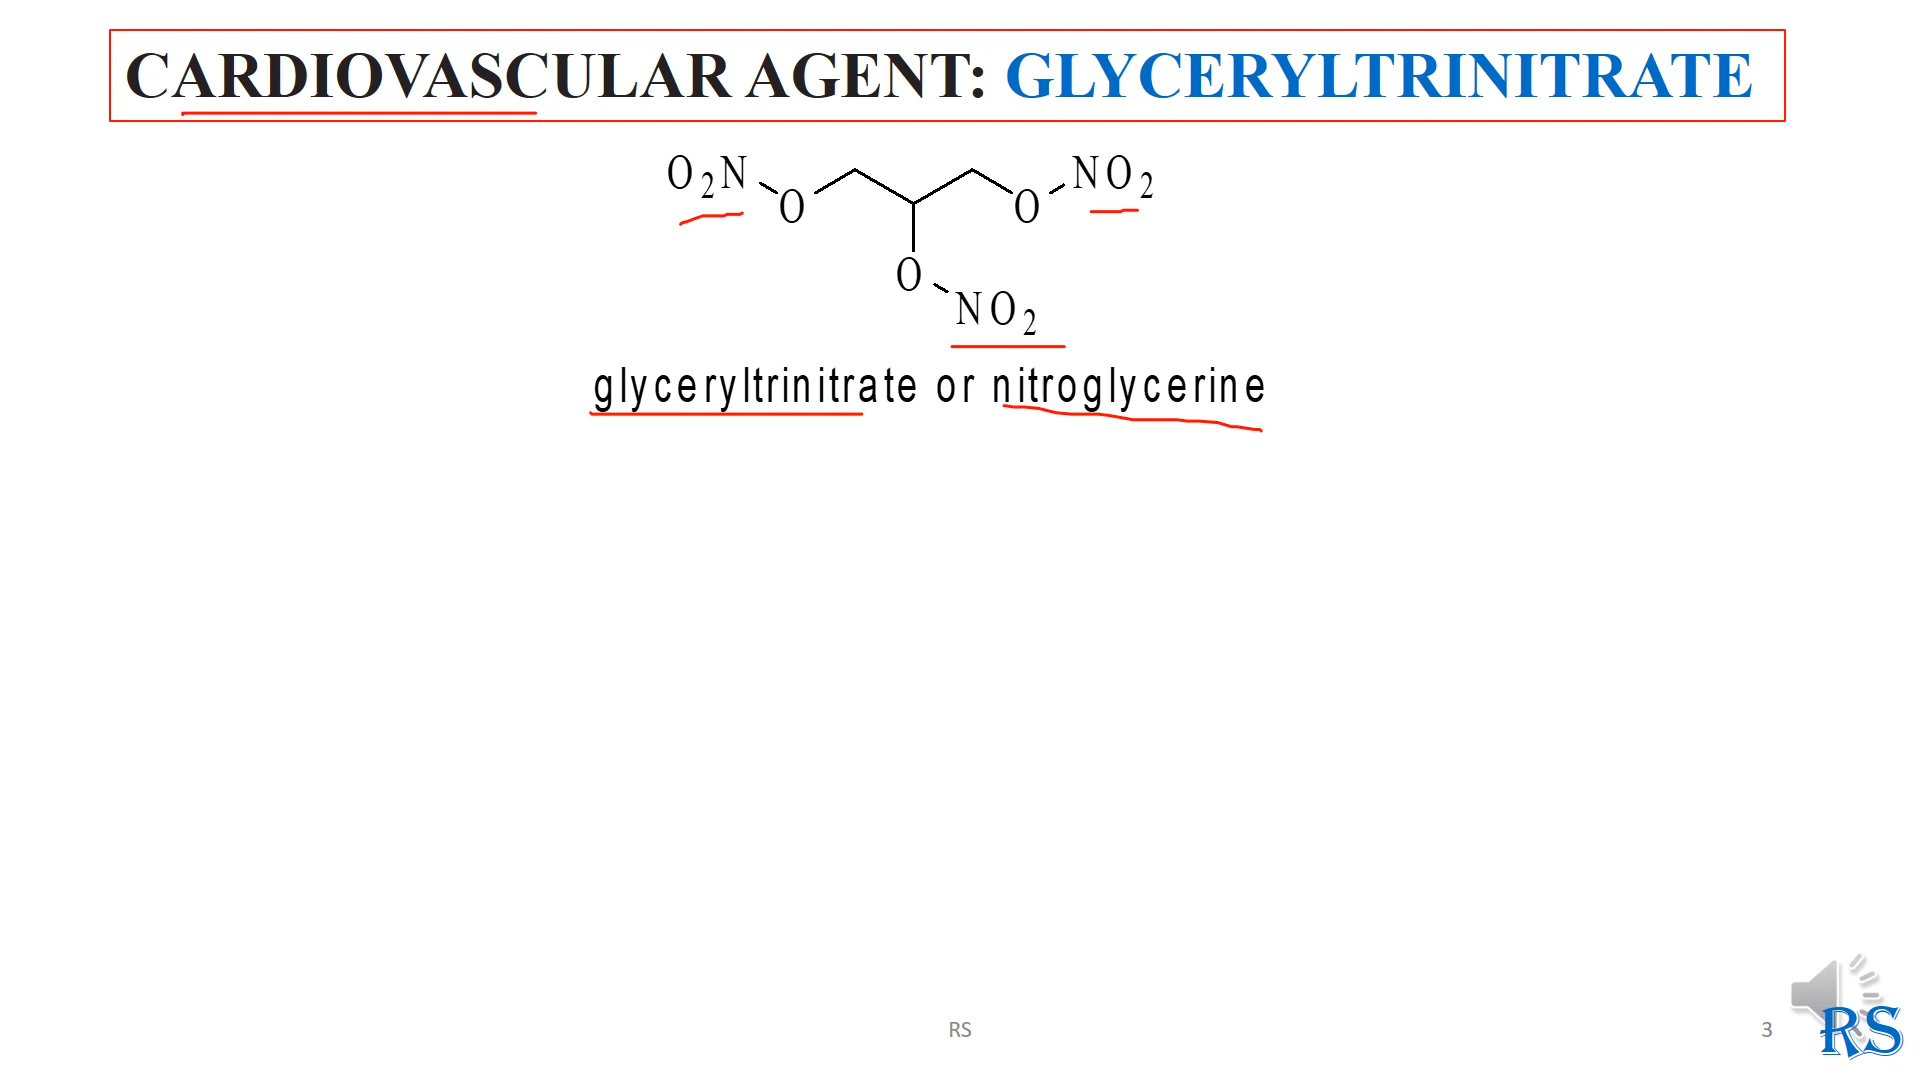 CARDIOVASCULAR AGENT: GLYCERYLTRINITRATE
O2N
NO2
O
O
O
NO2
glyceryltrinitrate or nitroglycerine
RS
3
RS